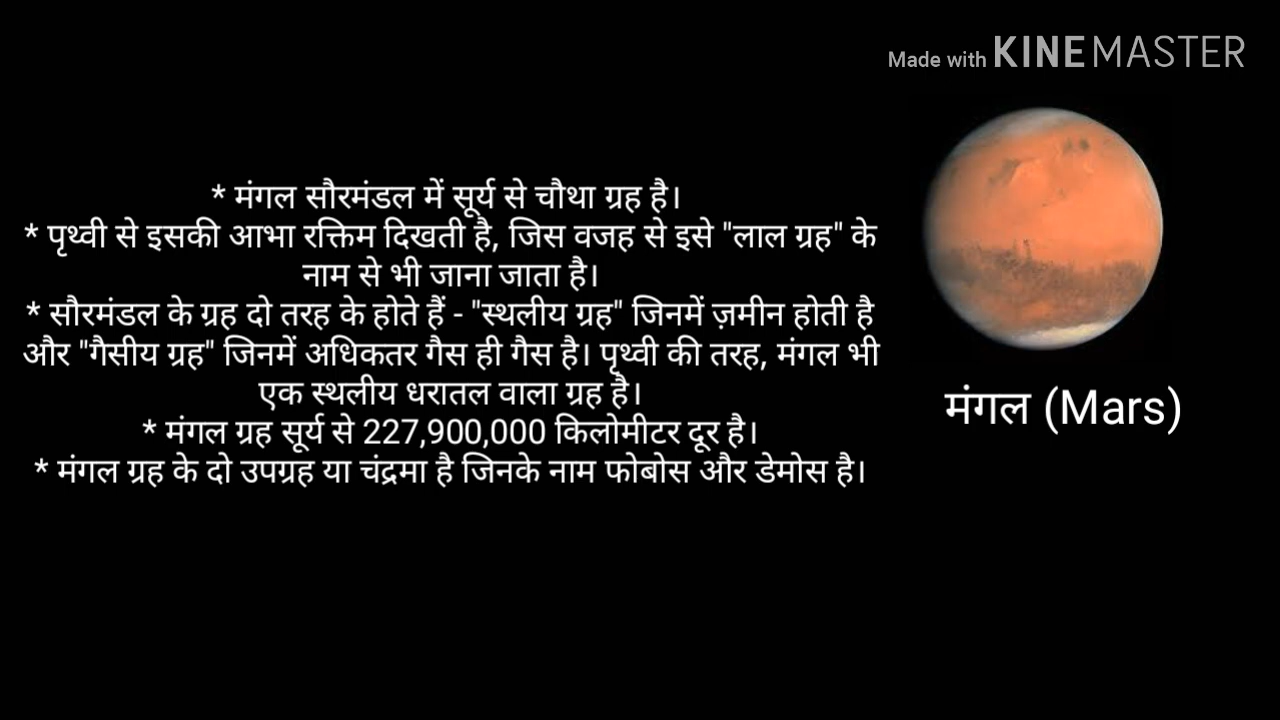 Made with KINEMASTER
* मंगल सौरमंडल में सूर्य से चौथा ग्रह है।
* पृथ्वी से इसकी आभा रक्तिम दिखती है, जिस वजह से इसे "लाल ग्रह" के
नाम से भी जाना जाता है।
* सौरमंडल के ग्रह दो तरह के होते हैं - "स्थलीय ग्रह" जिनमें ज़मीन होती है
और "गैसीय ग्रह" जिनमें अधिकतर गैस ही गैस है। पृथ्वी की तरह, मंगल भी
एक स्थलीय धरातल वाला ग्रह है।
* मंगल ग्रह सूर्य से 227,900,000 किलोमीटर दूर है।
* मंगल ग्रह के दो उपग्रह या चंद्रमा है जिनके नाम फोबोस और डेमोस है।
मंगल (Mars)